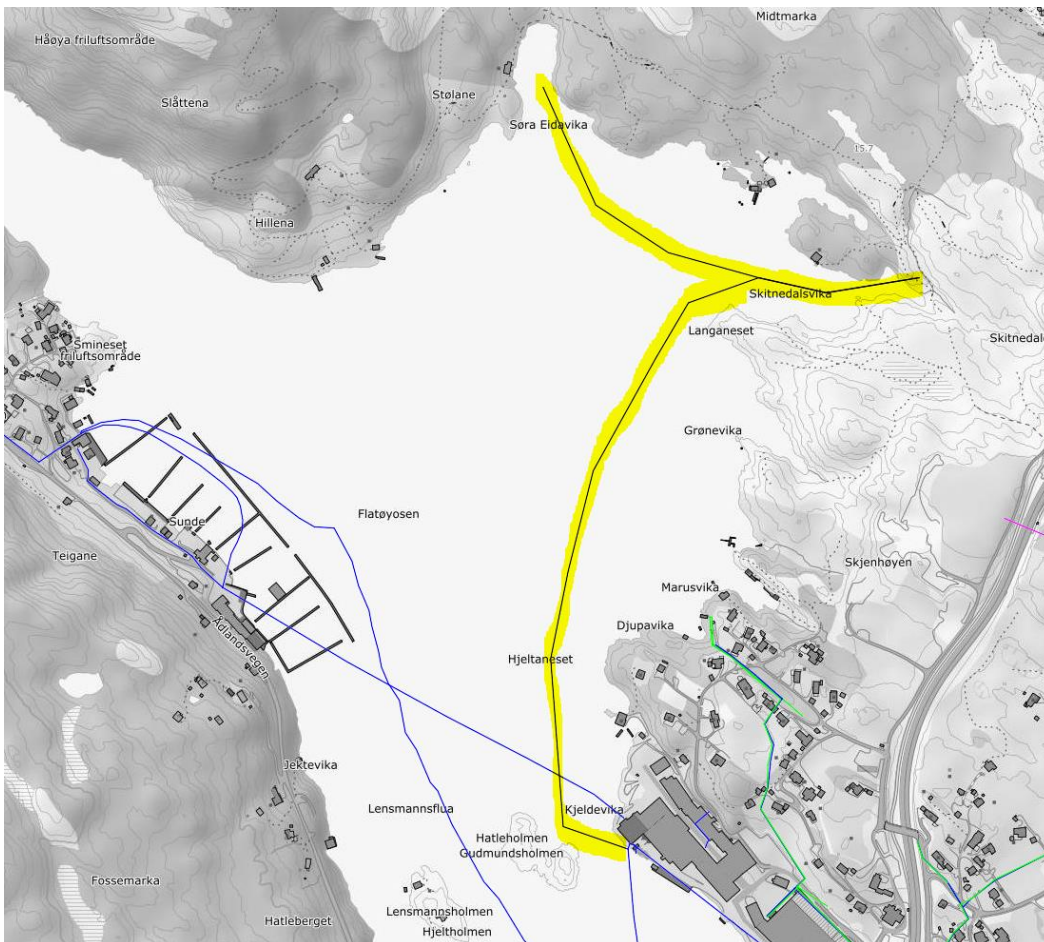 Midtmarka
Håøya friluftsområde
Slåttena
Stølane
Søra Eidavika
15.7
Hillena
Skitnedalsvika
Langaneset
Skitnedal
Smineset
friluftsområde
Grønevika
Flatøyosen
Sunde
Teigane
Skjenhøyen
Marusvika
Djupavika
Ådlandsvegen
Hjeltaneset
Jektevika
Lensmannsflua
Kjeldevika
Hatleholmen
Gudmundsholmen
Fossemarka
Lensmannsholmen
Hatleberget
Hjeltholmen